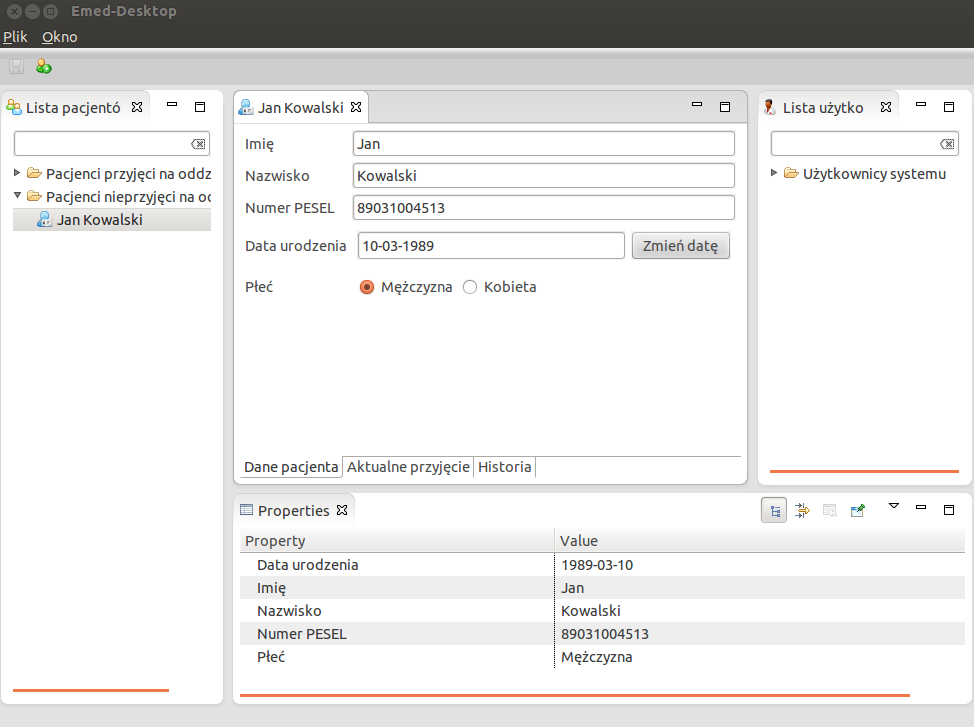 Emed-Desktop
Plik Okno
Lista pacjentó
Pacjenci przyjęci na oddz
Pacjenci nieprzyjęci na oc
Jan Kowalski
Jan Kowalski
Imię Jan
Nazwisko Kowalski
Numer PESEL 89031004513
Data urodzenia 10-03-1989 Zmień datę
Płeć Mężczyzna Kobieta
Dane pacjenta Aktualne przyjęcie Historia
Lista użytko
Użytkownicy systemu
Properties
Property Value
Data urodzenia 1989-03-10
Imię Jan
Nazwisko Kowalski
Numer PESEL 89031004513
Płeć Mężczyzna